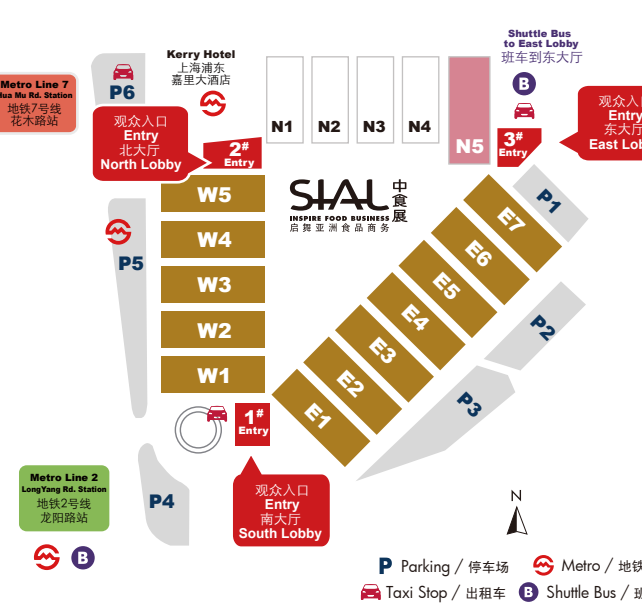 Shuttle Bus
to East Lobby
班车到东大厅
B
Kerry Hotel
上海浦东
嘉里大酒店
P6
Metro Line 7
Hua Mu Rd. Station
地铁7号线
花木路站
观众入口
Entry
北大厅
North Lobby
2#
Entry
N1
N2
N3
N4
N5
3#
Entry
观众入
Entry
东大厅
East Lob
W5
W4
W3
W2
W1
SIAL
中食展
INSPIRE FOOD BUSINESS
启舞亚洲食品商务
P1
E7
E6
E5
E4
E3
E2
E1
P5
P2
P3
1#
Entry
观众入口
Entry
南大厅
South Lobby
P4
Metro Line 2
LongYang Rd. Station
地铁2号线
龙阳路站
B
N
P Parking / 停车场 Metro / 地铁
Taxi Stop / 出租车 B Shuttle Bus /